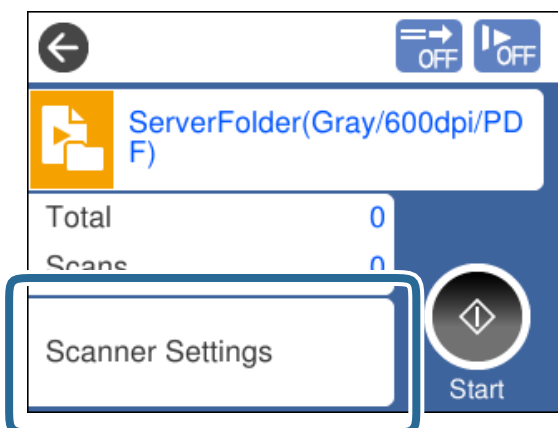 OFF
OFF
ServerFolder(Gray/600dpi/PD
F)
Total 0
Scans 0
Scanner Settings
Start